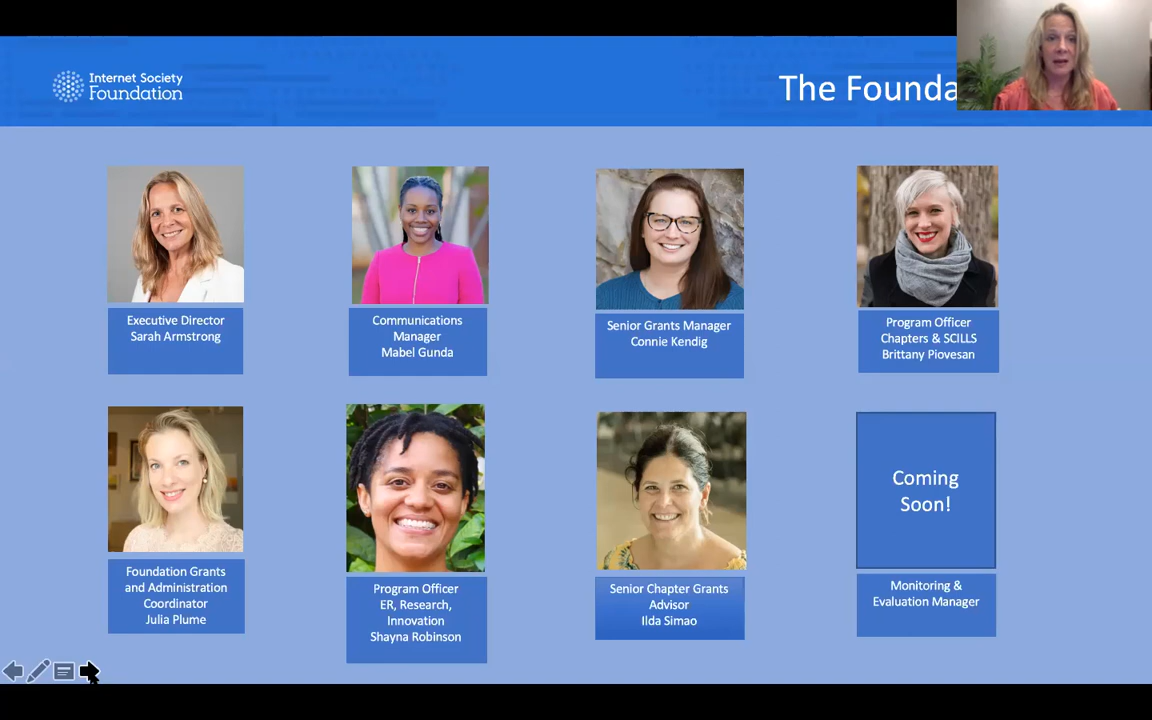 Internet Society
Foundation
The Founda
Executive Director
Sarah Armstrong
Communications
Manager
Mabel Gunda
Senior Grants Manager
Connie Kendig
Program Officer
Chapters & SCILLS
Brittany Piovesan
Foundation Grants
and Administration
Coordinator
Julia Plume
Program Officer
ER, Research,
Innovation
Shayna Robinson
Senior Chapter Grants
Advisor
Ilda Simao
Coming
Soon!
Monitoring &
Evaluation Manager